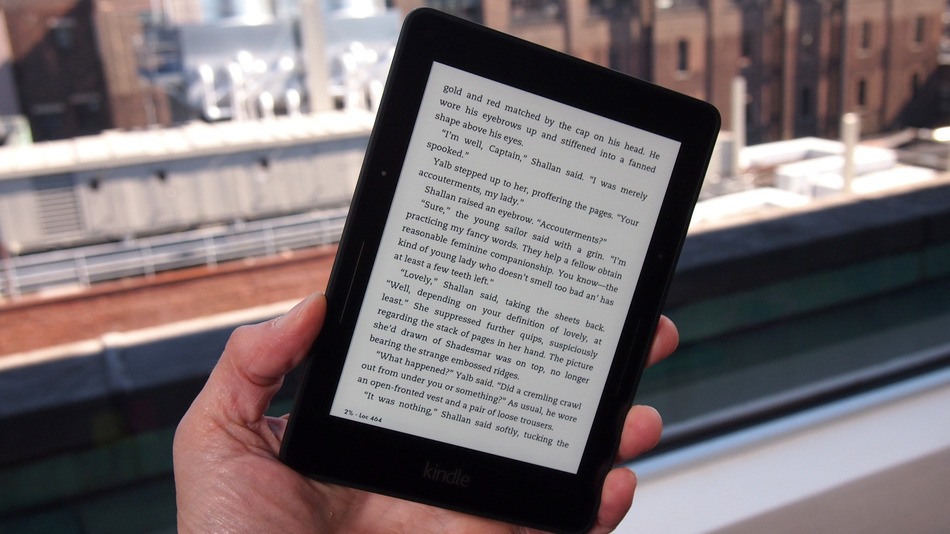 gold and red matched by the cap on his head. He
wore his eyebrows up and stiffened into a fanned
shape above his eyes.
“I’m well, Captain,” Shallan said. “I was merely
spooked.”
Yalb stepped up to her, proffering the pages. “Your
accouterments, my lady.”
Shallan raised an eyebrow. “Accouterments?”
“Sure,” the young sailor said with a grin. “I’m
practicing my fancy words. They help a fellow obtain
reasonable feminine companionship. You know—the
kind of young lady who doesn’t smell too bad an’ has
at least a few teeth left.”
“Lovely,” Shallan said, taking the sheets back.
“Well, depending on your definition of lovely, at
least.” She suppressed further quips, suspiciously
regarding the stack of pages in her hand. The picture
she’d drawn of Shadesmar was on top, no longer
bearing the strange embossed ridges.
“What happened?” Yalb said. “Did a cremling crawl
out from under you or something?” As usual, he wore
an open-fronted vest and a pair of loose trousers.
“It was nothing,” Shallan said softly, tucking the
2% · Loc 464
kindle